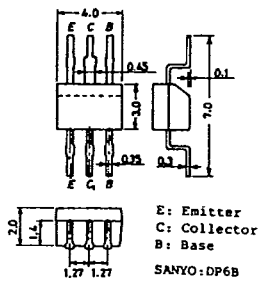 4.0
E C B
0.45
3.0
0.1
7.0
0.35
0.3
E C₁ B
2.0
1.4
1.27 1.27
E: Emitter
C: Collector
B: Base
SANYO:DP6B